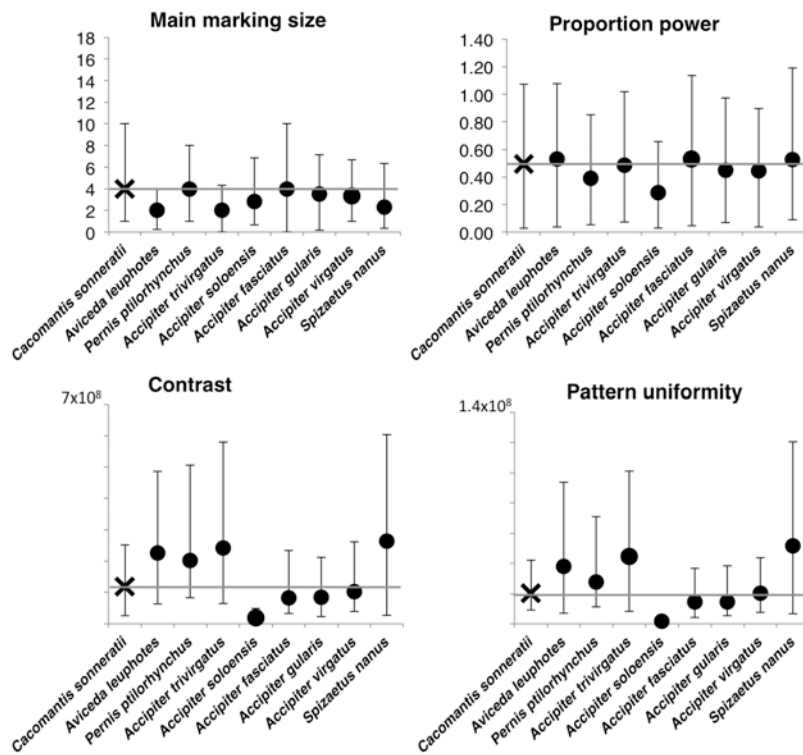 Main marking size
18
16
14
12
10
8
6
4
2
0
Cacomantis sonneratii
Aviceda leuphotes
Pernis ptilorhynchus
Accipiter trivirgatus
Accipiter soloensis
Accipiter fasciatus
Accipiter gularis
Accipiter virgatus
Spizaetus nanus
Proportion power
1.40
1.20
1.00
0.80
0.60
0.40
0.20
0.00
Cacomantis sonneratii
Aviceda leuphotes
Pernis ptilorhynchus
Accipiter trivirgatus
Accipiter soloensis
Accipiter fasciatus
Accipiter gularis
Accipiter virgatus
Spizaetus nanus
Contrast
7x10⁸
Cacomantis sonneratii
Aviceda leuphotes
Pernis ptilorhynchus
Accipiter trivirgatus
Accipiter soloensis
Accipiter fasciatus
Accipiter gularis
Accipiter virgatus
Spizaetus nanus
Pattern uniformity
1.4x10⁸
Cacomantis sonneratii
Aviceda leuphotes
Pernis ptilorhynchus
Accipiter trivirgatus
Accipiter soloensis
Accipiter fasciatus
Accipiter gularis
Accipiter virgatus
Spizaetus nanus